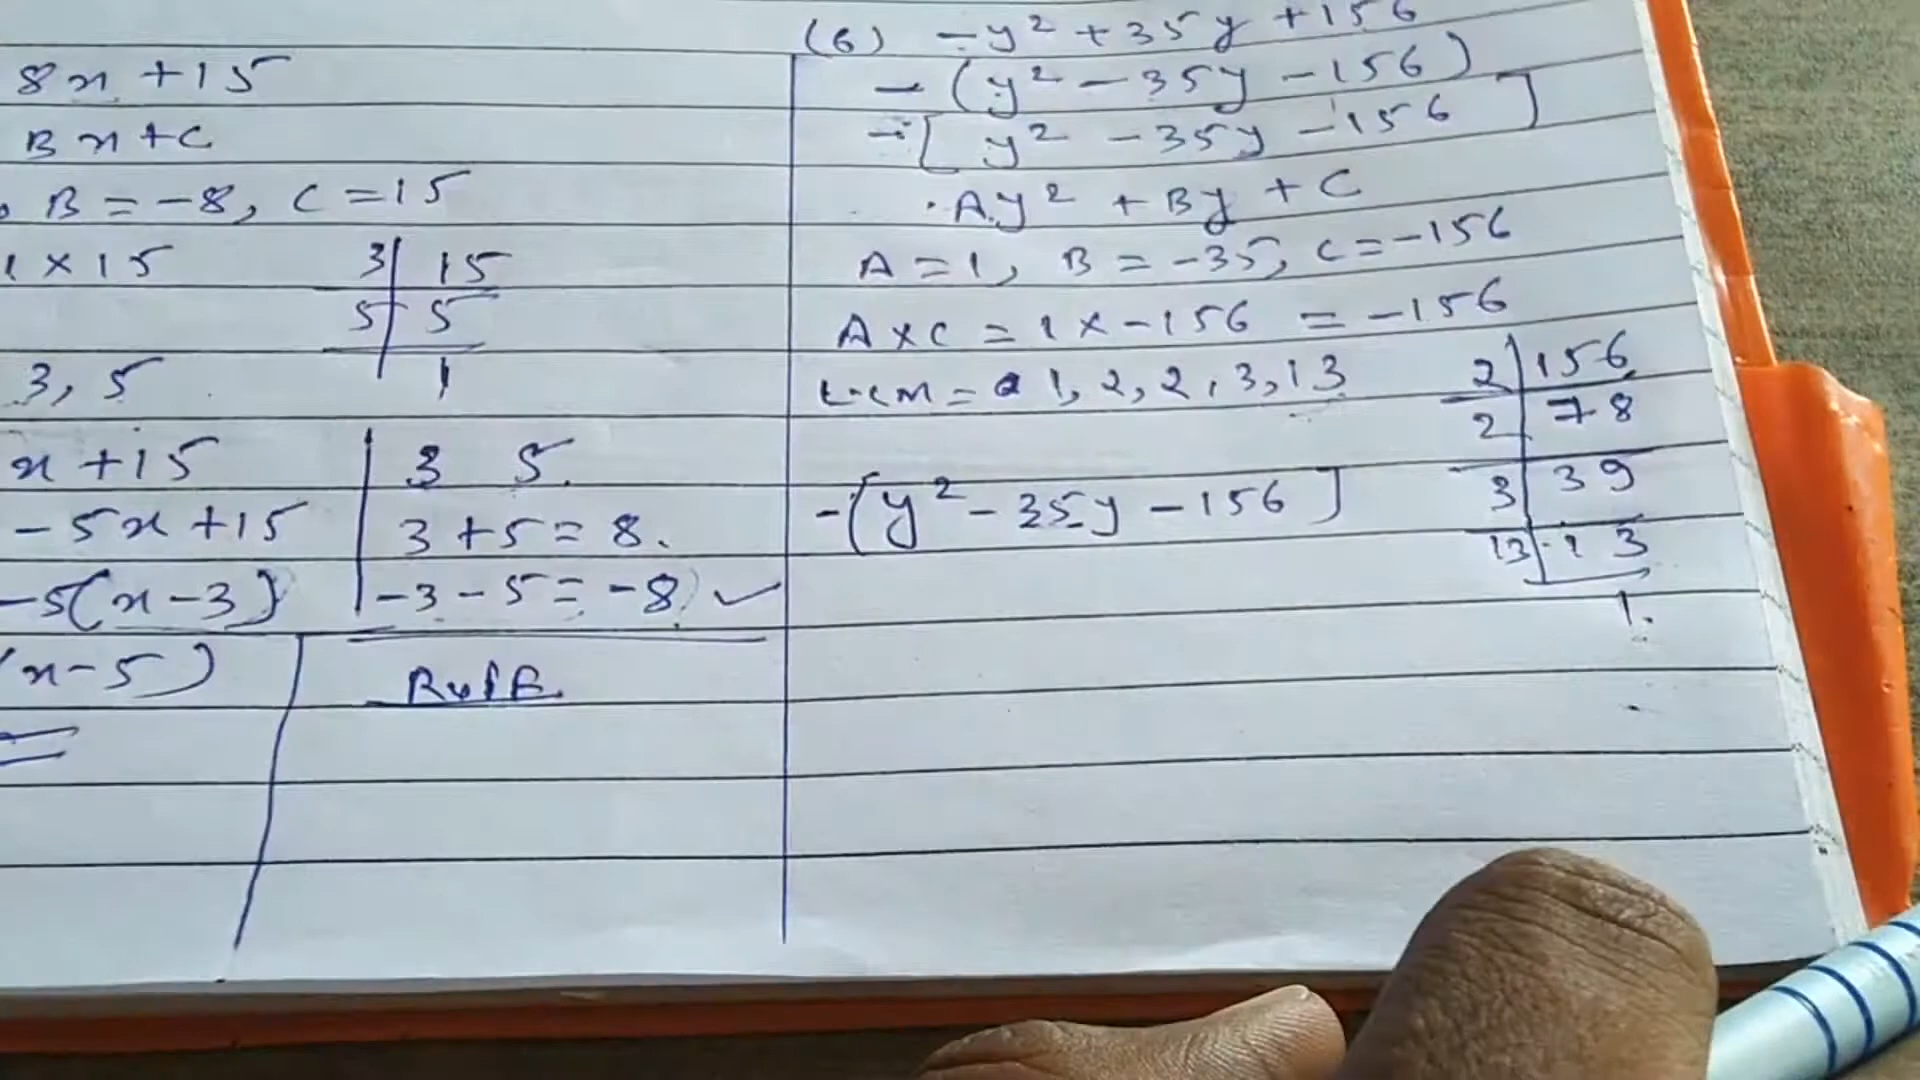 8x + 15
Bx + C
B = -8, C = 15
1 × 15
3 | 15
5 | 5
1
3, 5
x + 15
- 5x + 15
- 5(x - 3)
(x - 5)
3 5
3 + 5 = 8.
-3 - 5 = -8 ✓
Rule
(6) -y² + 35y + 156
- (y² - 35y - 156)
- [y² - 35y - 156]
Ay² + By + C
A = 1, B = -35, C = -156
A × C = 1 × -156 = -156
L.C.M = 1, 2, 2, 3, 13
2 | 156
2 | 78
3 | 39
13 | 13
1.
- [y² - 35y - 156]